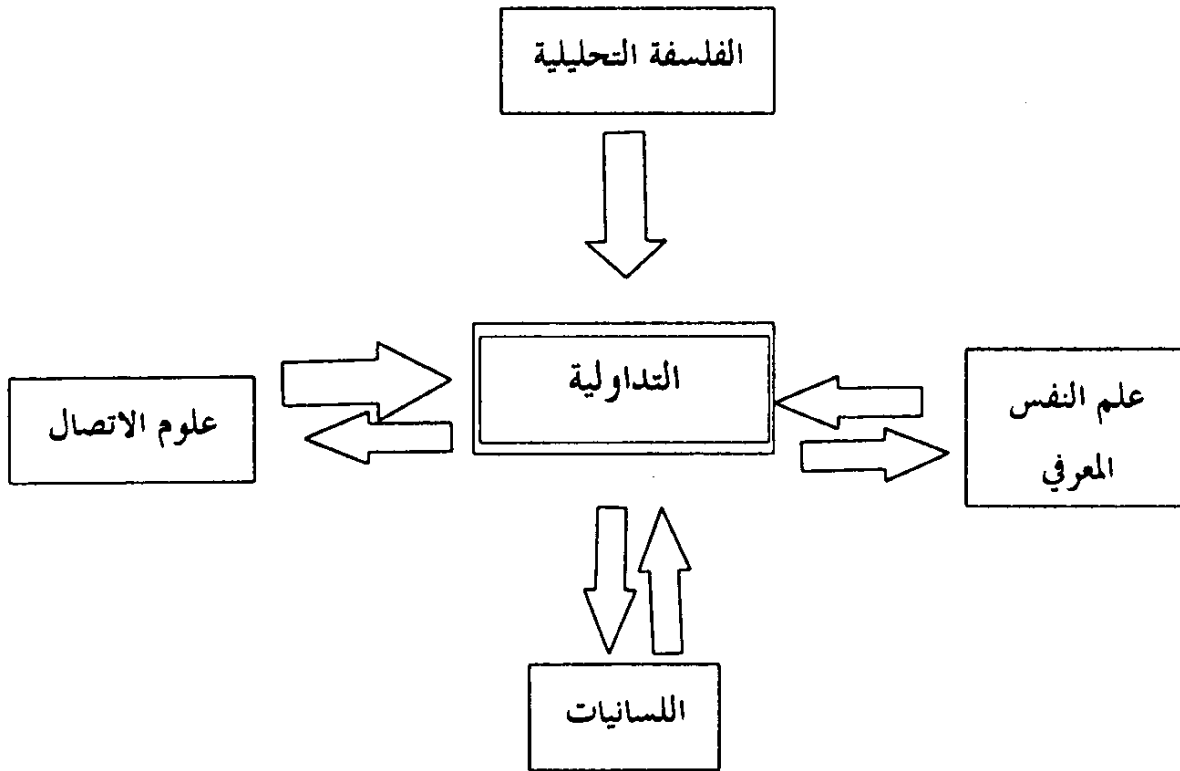 الفلسفة التحليلية
التداولية
علم النفس
المعرفي
علوم الاتصال
اللسانيات